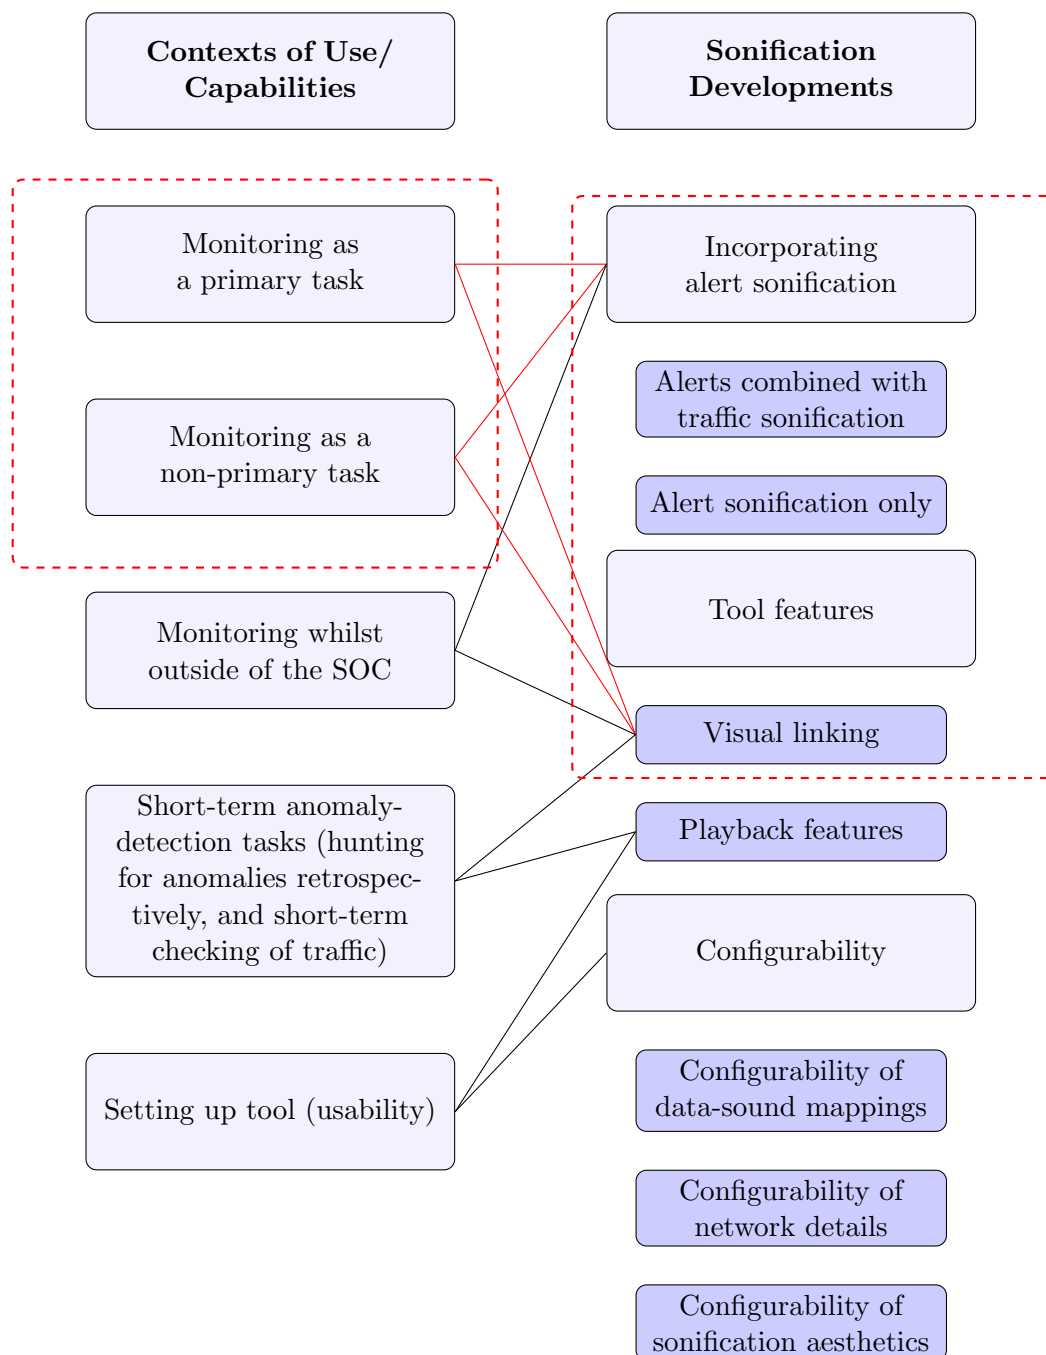 Contexts of Use/
Capabilities
Sonification
Developments
Monitoring as
a primary task
Incorporating
alert sonification
Alerts combined with
traffic sonification
Monitoring as a
non-primary task
Alert sonification only
Tool features
Monitoring whilst
outside of the SOC
Visual linking
Short-term anomaly-
detection tasks (hunting
for anomalies retrospec-
tively, and short-term
checking of traffic)
Playback features
Configurability
Setting up tool (usability)
Configurability of
data-sound mappings
Configurability of
network details
Configurability of
sonification aesthetics